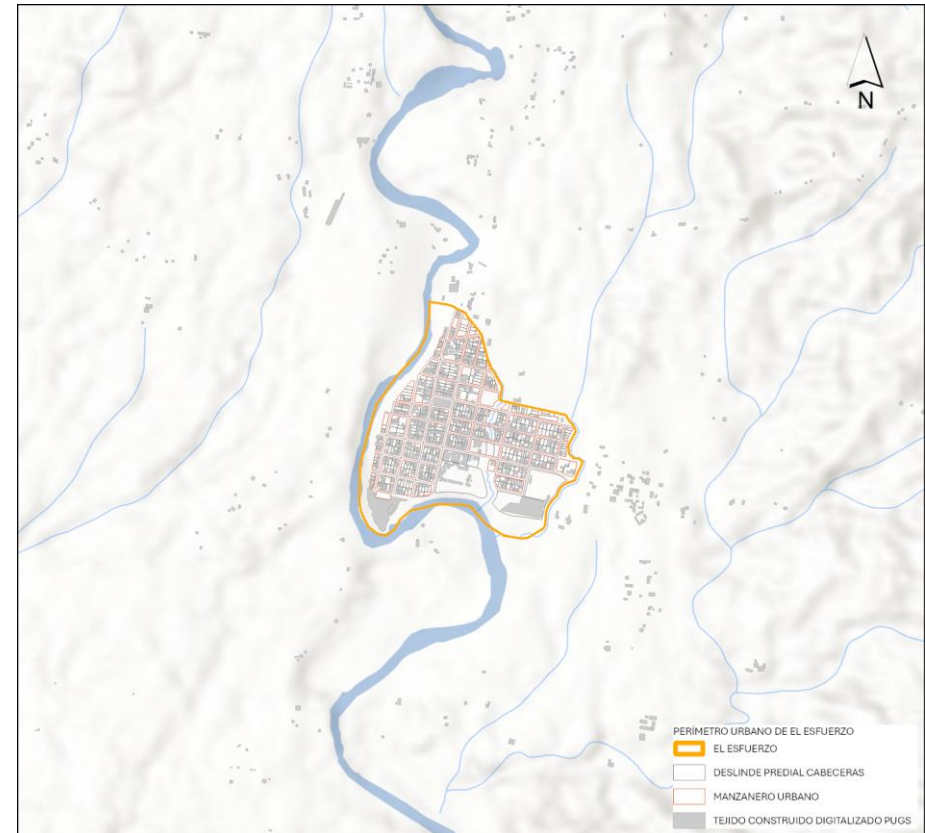 N
PERÍMETRO URBANO DE EL ESFUERZO
EL ESFUERZO
DESLINDE PREDIAL CABECERAS
MANZANERO URBANO
TEJIDO CONSTRUIDO DIGITALIZADO PUGS